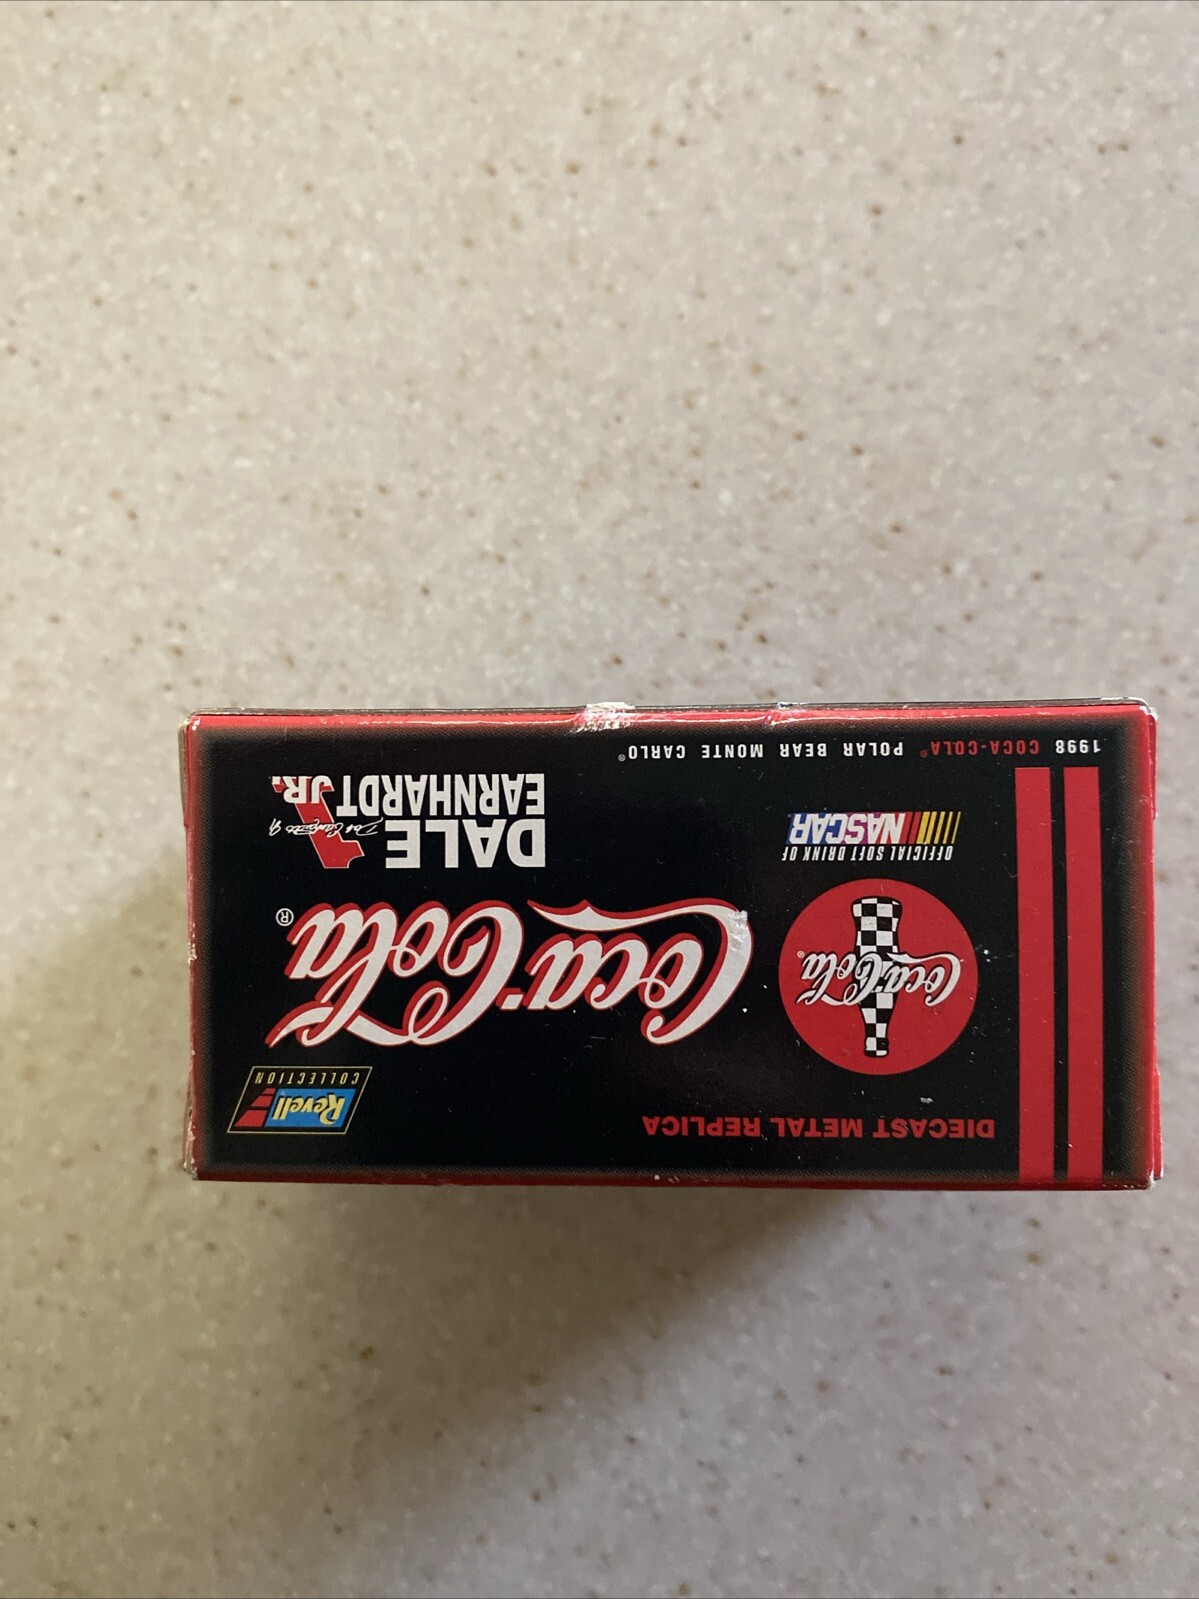 DIECAST METAL REPLICA
Revell
COLLECTION
Coca-Cola®
Coca-Cola®
OFFICIAL SOFT DRINK OF
NASCAR
DALE
EARNHARDT JR.
1998 COCA-COLA® POLAR BEAR MONTE CARLO®